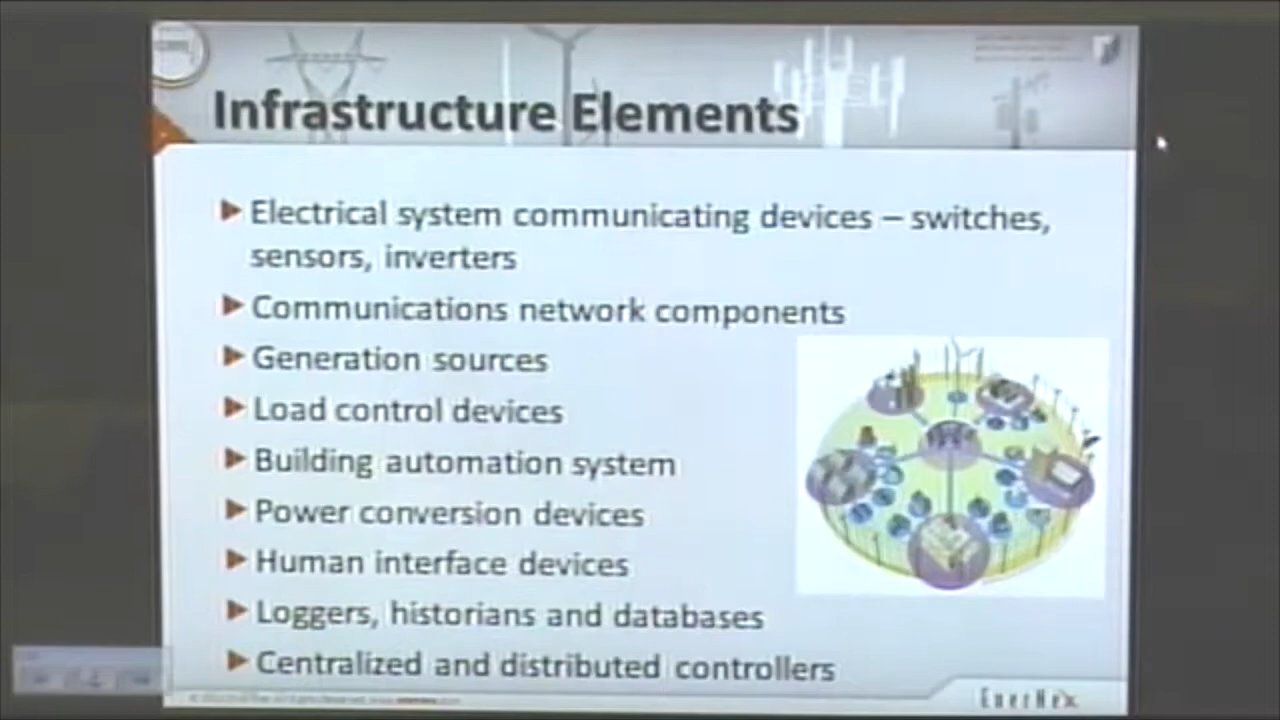 Infrastructure Elements
Electrical system communicating devices – switches,
sensors, inverters
Communications network components
Generation sources
Load control devices
Building automation system
Power conversion devices
Human interface devices
Loggers, historians and databases
Centralized and distributed controllers
EnerNex